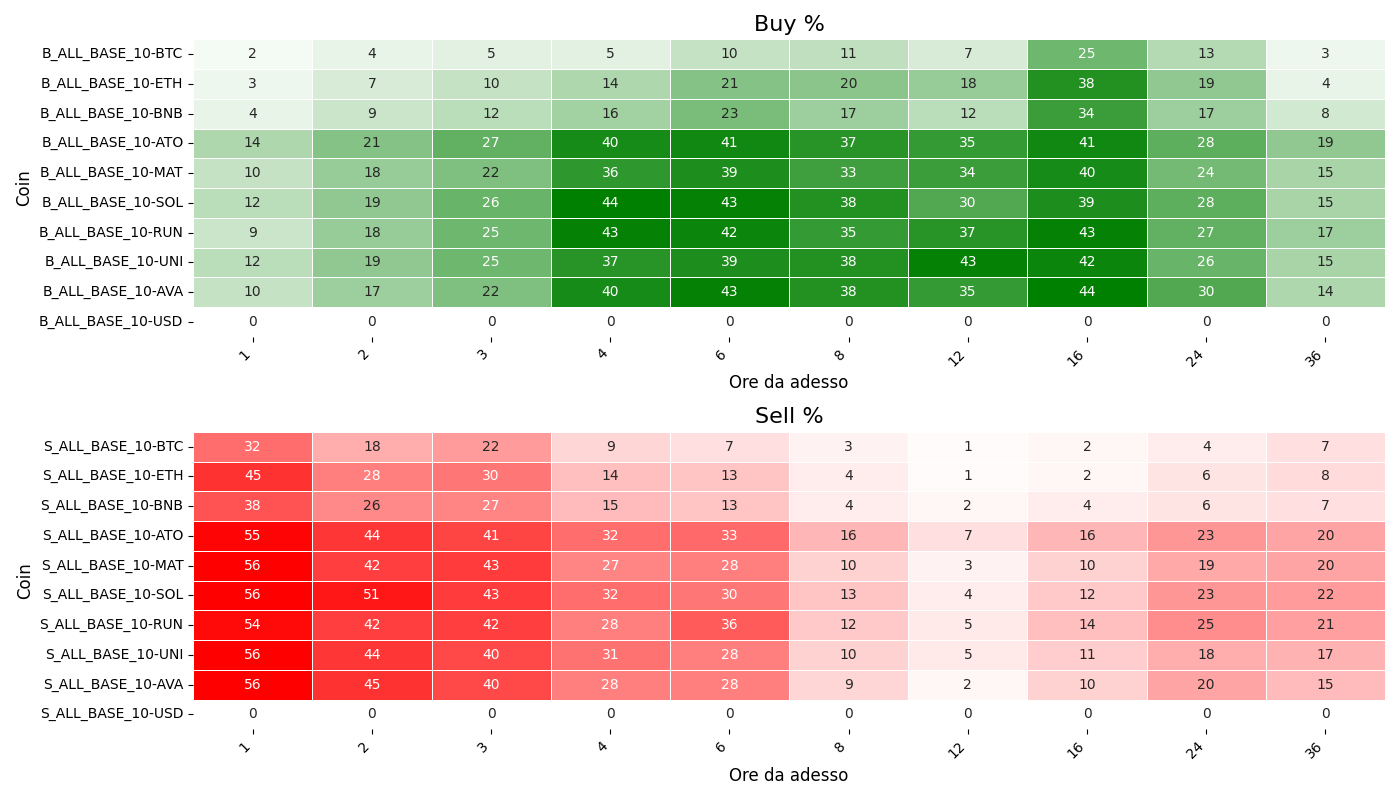 Buy %
Coin
B_ALL_BASE_10-BTC 2 4 5 5 10 11 7 25 13 3
B_ALL_BASE_10-ETH 3 7 10 14 21 20 18 38 19 4
B_ALL_BASE_10-BNB 4 9 12 16 23 17 12 34 17 8
B_ALL_BASE_10-ATO 14 21 27 40 41 37 35 41 28 19
B_ALL_BASE_10-MAT 10 18 22 36 39 33 34 40 24 15
B_ALL_BASE_10-SOL 12 19 26 44 43 38 30 39 28 15
B_ALL_BASE_10-RUN 9 18 25 43 42 35 37 43 27 17
B_ALL_BASE_10-UNI 12 19 25 37 39 38 43 42 26 15
B_ALL_BASE_10-AVA 10 17 22 40 43 38 35 44 30 14
B_ALL_BASE_10-USD 0 0 0 0 0 0 0 0 0 0
1 2 3 4 6 8 12 16 24 36
Ore da adesso
Sell %
Coin
S_ALL_BASE_10-BTC 32 18 22 9 7 3 1 2 4 7
S_ALL_BASE_10-ETH 45 28 30 14 13 4 1 2 6 8
S_ALL_BASE_10-BNB 38 26 27 15 13 4 2 4 6 7
S_ALL_BASE_10-ATO 55 44 41 32 33 16 7 16 23 20
S_ALL_BASE_10-MAT 56 42 43 27 28 10 3 10 19 20
S_ALL_BASE_10-SOL 56 51 43 32 30 13 4 12 23 22
S_ALL_BASE_10-RUN 54 42 42 28 36 12 5 14 25 21
S_ALL_BASE_10-UNI 56 44 40 31 28 10 5 11 18 17
S_ALL_BASE_10-AVA 56 45 40 28 28 9 2 10 20 15
S_ALL_BASE_10-USD 0 0 0 0 0 0 0 0 0 0
1 2 3 4 6 8 12 16 24 36
Ore da adesso